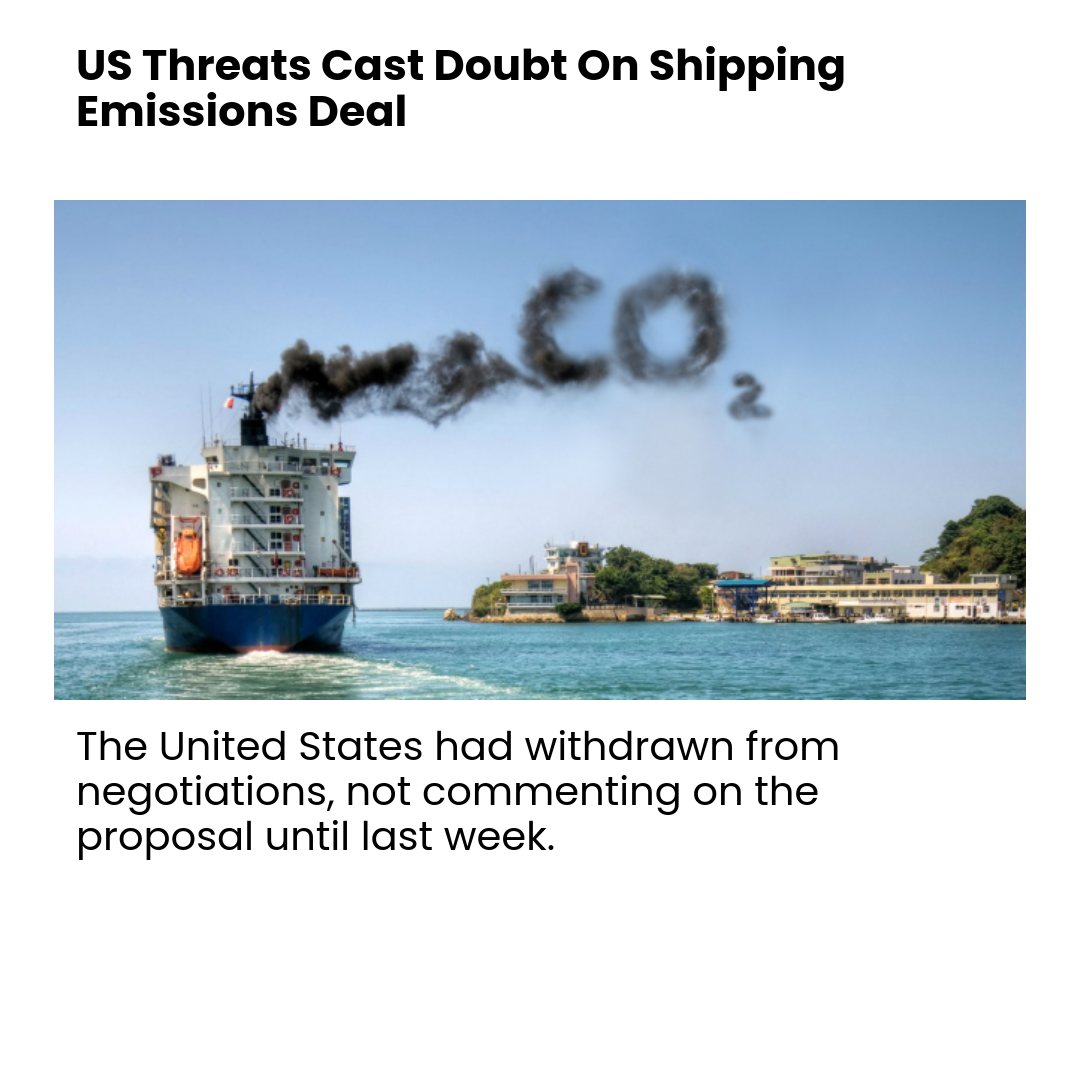 US Threats Cast Doubt On Shipping
Emissions Deal
CO₂
The United States had withdrawn from
negotiations, not commenting on the
proposal until last week.